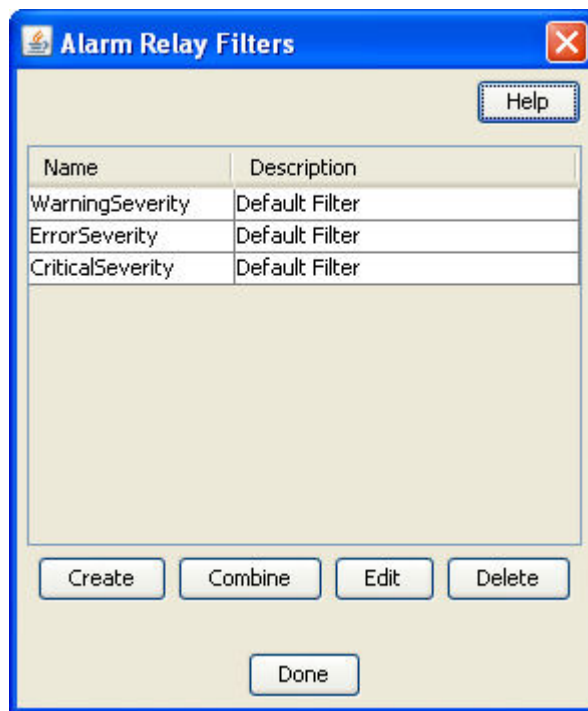 Alarm Relay Filters
Help
Name Description
WarningSeverity Default Filter
ErrorSeverity Default Filter
CriticalSeverity Default Filter
Create Combine Edit Delete
Done